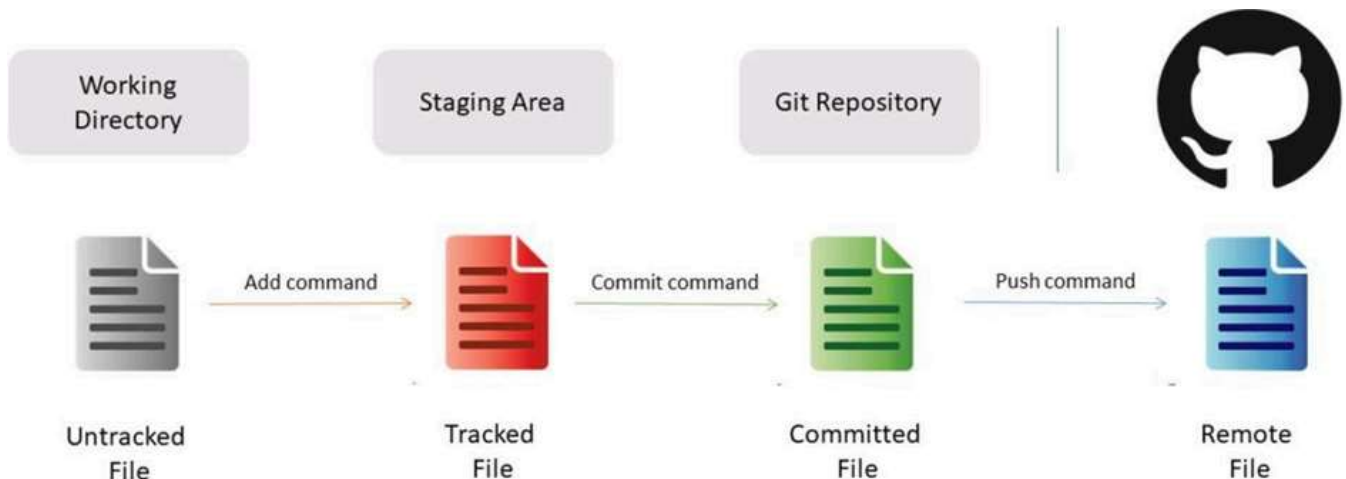 Working
Directory
Staging Area
Git Repository
Add command
Commit command
Push command
Untracked
File
Tracked
File
Committed
File
Remote
File